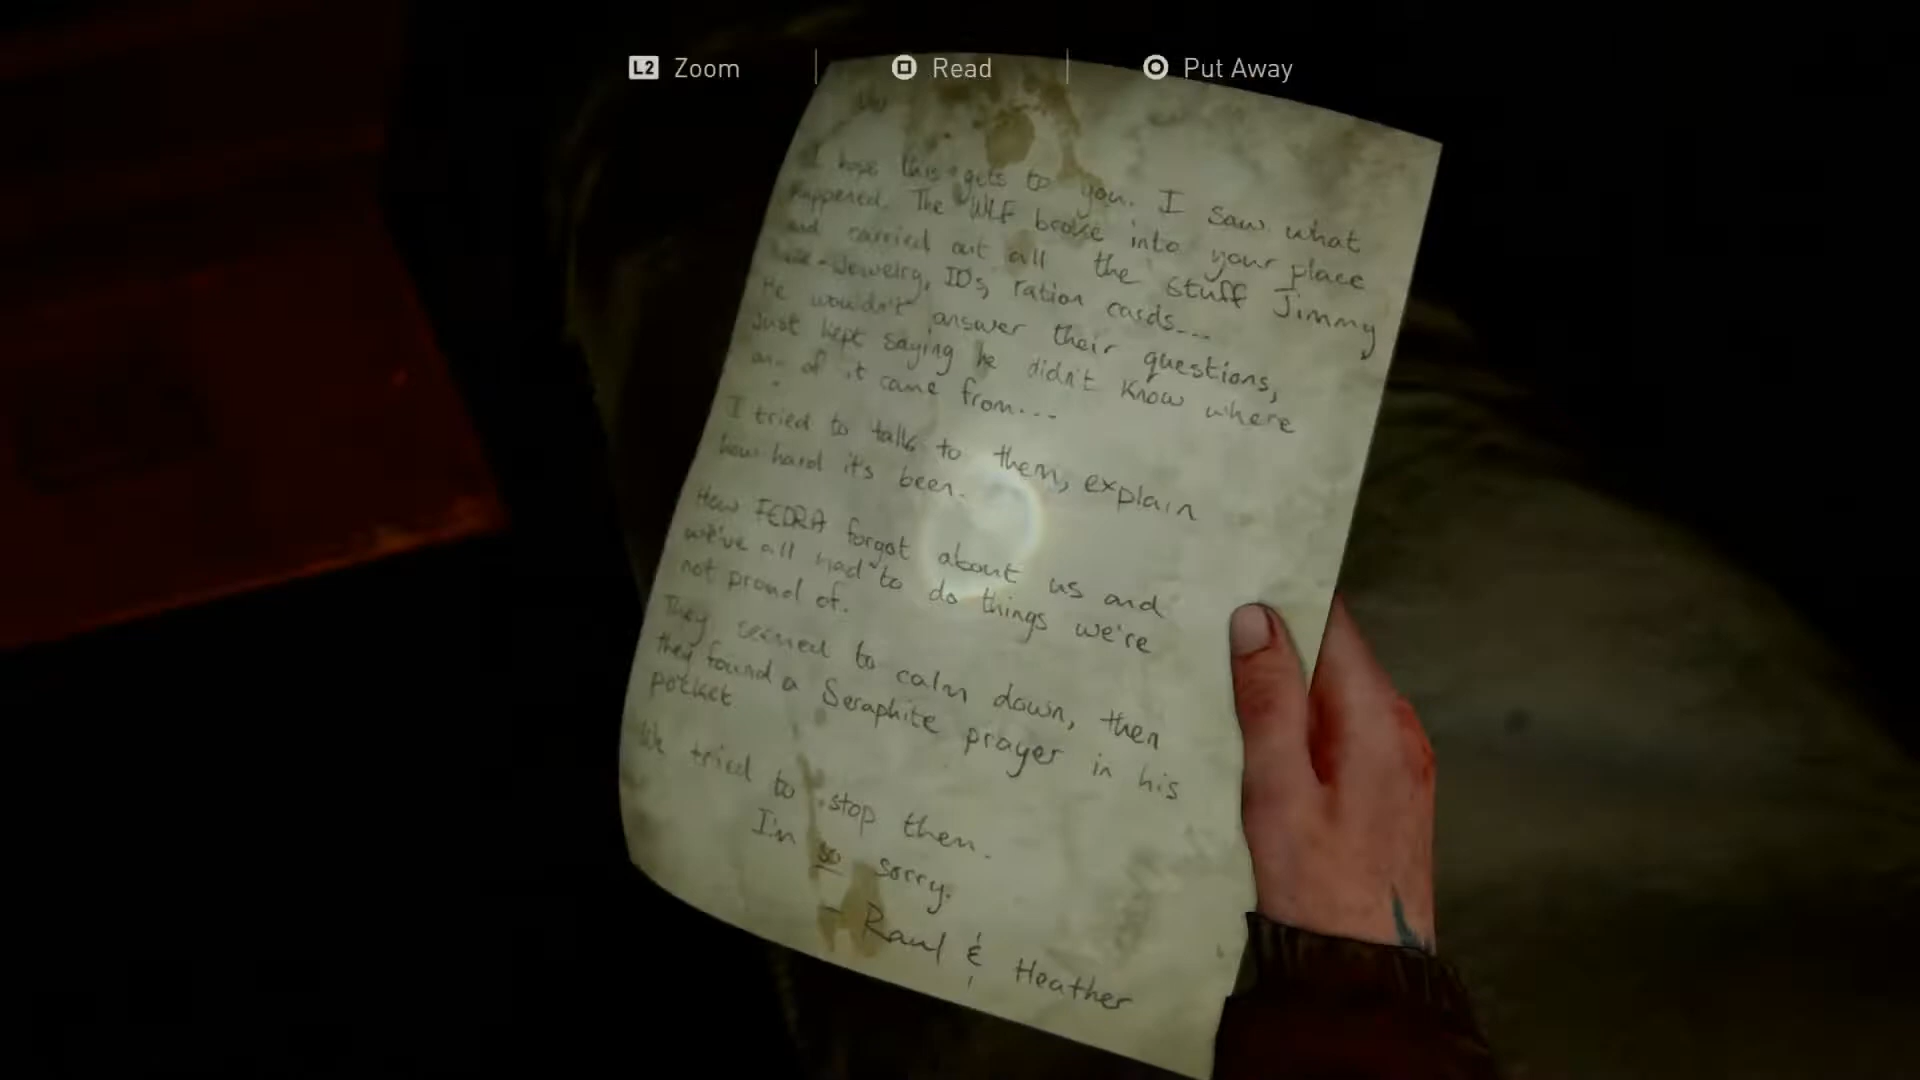 Zoom
Read
Put Away
I hope this gets to you. I saw what
happened. The WLF broke into your place
and carried out all the stuff Jimmy
Jewelry, IDs, ration cards...
He wouldn't answer their questions,
Just kept saying he didn't know where
of it came from...
I tried to talk to them, explain
how hard it's been.
How FEDRA forgot about us and
we've all had to do things we're
not proud of.
They seemed to calm down, then
they found a Seraphite prayer in his
pocket
We tried to stop them.
I'm so sorry.
- Raul & Heather